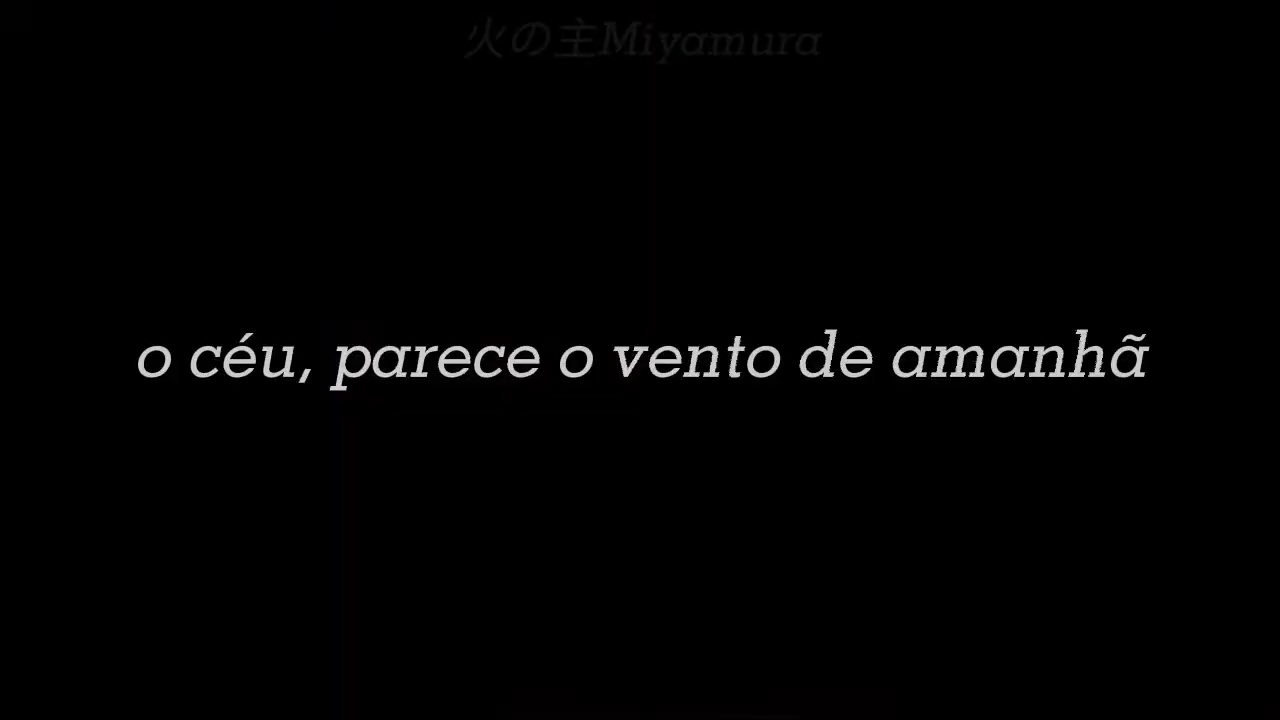 火の主Miyamura
o céu, parece o vento de amanhã